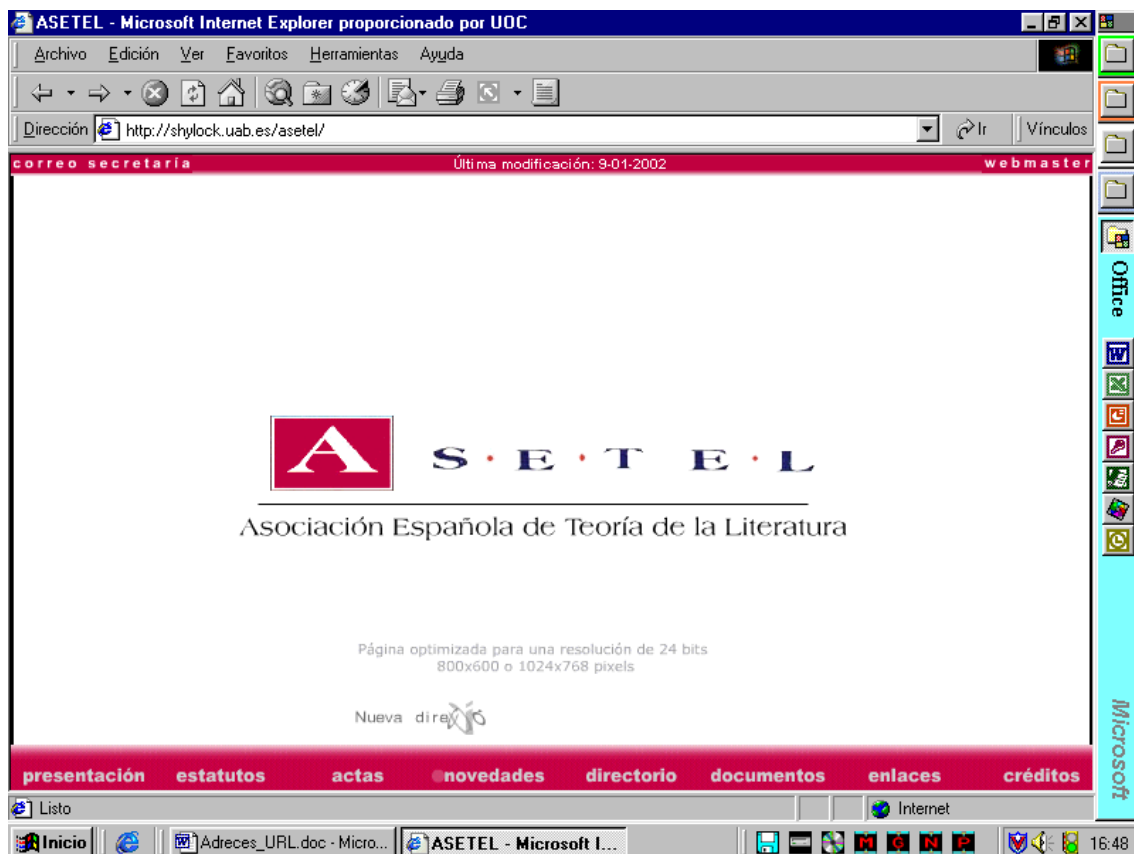 ASETEL - Microsoft Internet Explorer proporcionado por UOC
Archivo Edición Ver Favoritos Herramientas Ayuda
Dirección http://shylock.uab.es/asetel/ Ir Vínculos
correo secretaría Última modificación: 9-01-2002 webmaster
Office
A S·E·T E·L
Asociación Española de Teoría de la Literatura
Página optimizada para una resolución de 24 bits
800x600 o 1024x768 pixels
Nueva
Microsoft
presentación estatutos actas novedades directorio documentos enlaces créditos
Listo Internet
Inicio Adreces_URL.doc - Micro... ASETEL - Microsoft I... M G N P 16:48